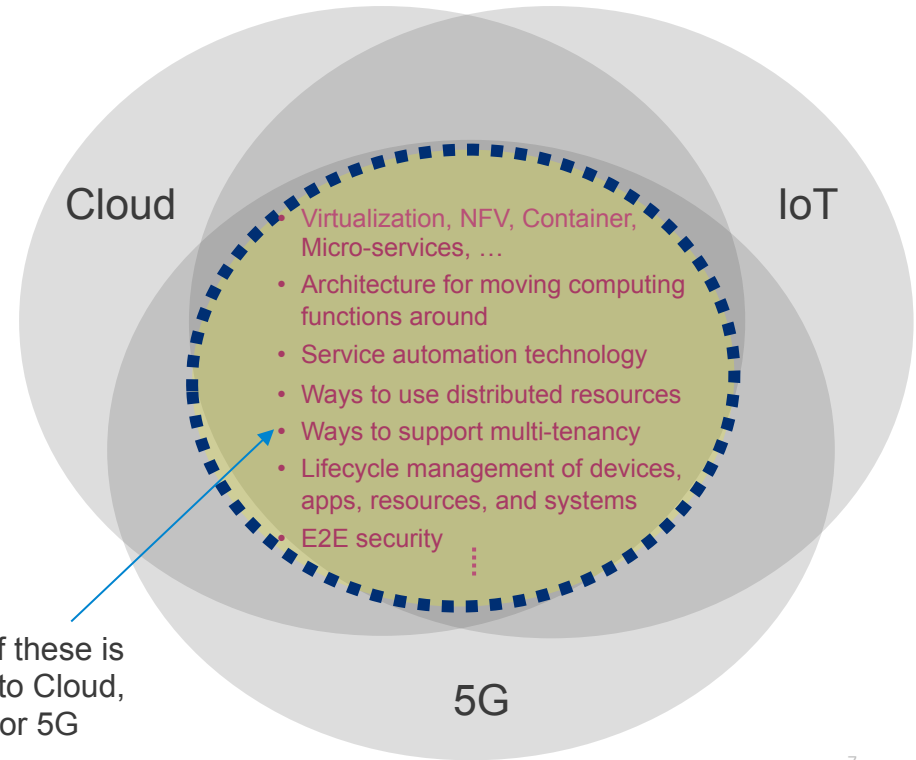 Cloud
IoT
• Virtualization, NFV, Container,
Micro-services, …
• Architecture for moving computing
functions around
• Service automation technology
• Ways to use distributed resources
• Ways to support multi-tenancy
• Lifecycle management of devices,
apps, resources, and systems
• E2E security
these is
to Cloud,
or 5G
5G